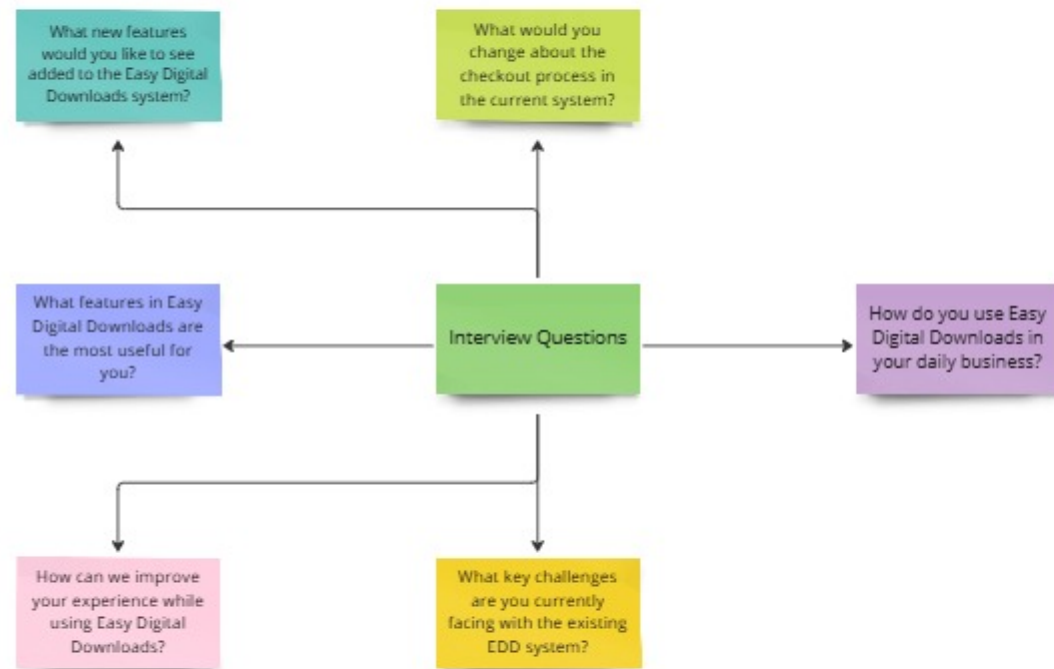 What new features
would you like to see
added to the Easy Digital
Downloads system?
What would you
change about the
checkout process in
the current system?
What features in Easy
Digital Downloads are
the most useful for
you?
Interview Questions
How do you use Easy
Digital Downloads in
your daily business?
How can we improve
your experience while
using Easy Digital
Downloads?
What key challenges
are you currently
facing with the existing
EDD system?